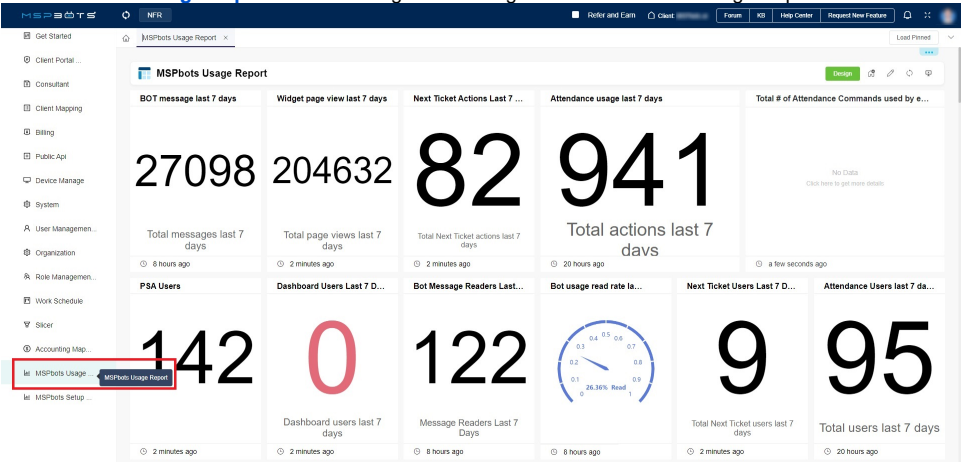 MSPBOTS
NFR
Refer and Earn
Client
Forum
KB
Help Center
Request New Feature
Get Started
MSPbots Usage Report ×
Load Pinned
Client Portal ...
Consultant
Client Mapping
Billing
Public Api
Device Manage
System
User Managemen...
Organization
Role Managemen...
Work Schedule
Slicer
Accounting Map...
MSPbots Usage ...
MSPbots Usage Report
MSPbots Setup ...
MSPbots Usage Report
Design
BOT message last 7 days
27098
Total messages last 7
days
8 hours ago
Widget page view last 7 days
204632
Total page views last 7
days
2 minutes ago
Next Ticket Actions Last 7 ...
82
Total Next Ticket actions last 7
days
2 minutes ago
Attendance usage last 7 days
941
Total actions last 7
days
20 hours ago
Total # of Attendance Commands used by e...
No Data
Click here to get more details
a few seconds ago
PSA Users
142
2 minutes ago
Dashboard Users Last 7 D...
0
Dashboard users last 7
days
2 minutes ago
Bot Message Readers Last...
122
Message Readers Last 7
Days
8 hours ago
Bot usage read rate la...
0
0.1
0.2
0.3
0.4
0.5
0.6
0.7
0.8
0.9
1
26.36% Read
8 hours ago
Next Ticket Users Last 7 D...
9
Total Next Ticket users last 7
days
2 minutes ago
Attendance Users last 7 da...
95
Total users last 7 days
20 hours ago